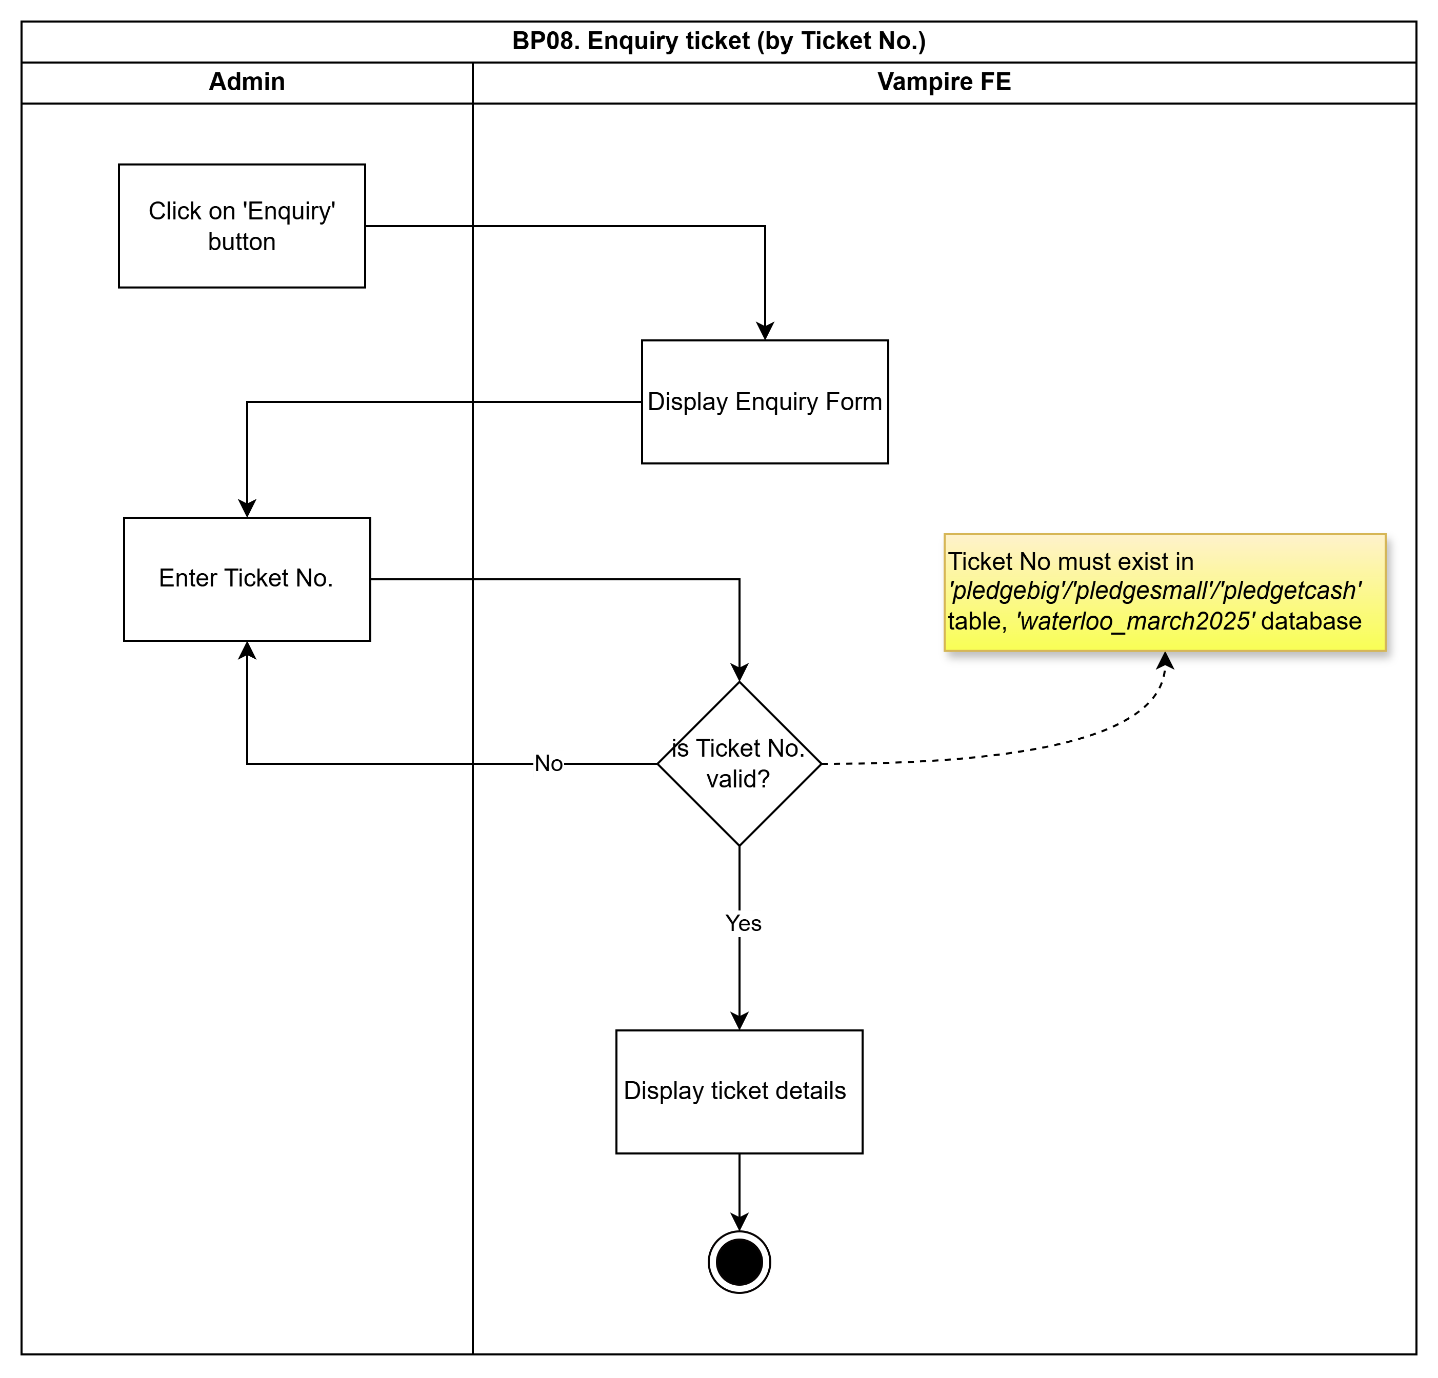 BP08. Enquiry ticket (by Ticket No.)
Admin
Vampire FE
Click on 'Enquiry'
button
Display Enquiry Form
Enter Ticket No.
Ticket No must exist in
'pledgebig'/'pledgesmall'/'pledgetcash'
table, 'waterloo_march2025' database
is Ticket No.
valid?
No
Yes
Display ticket details